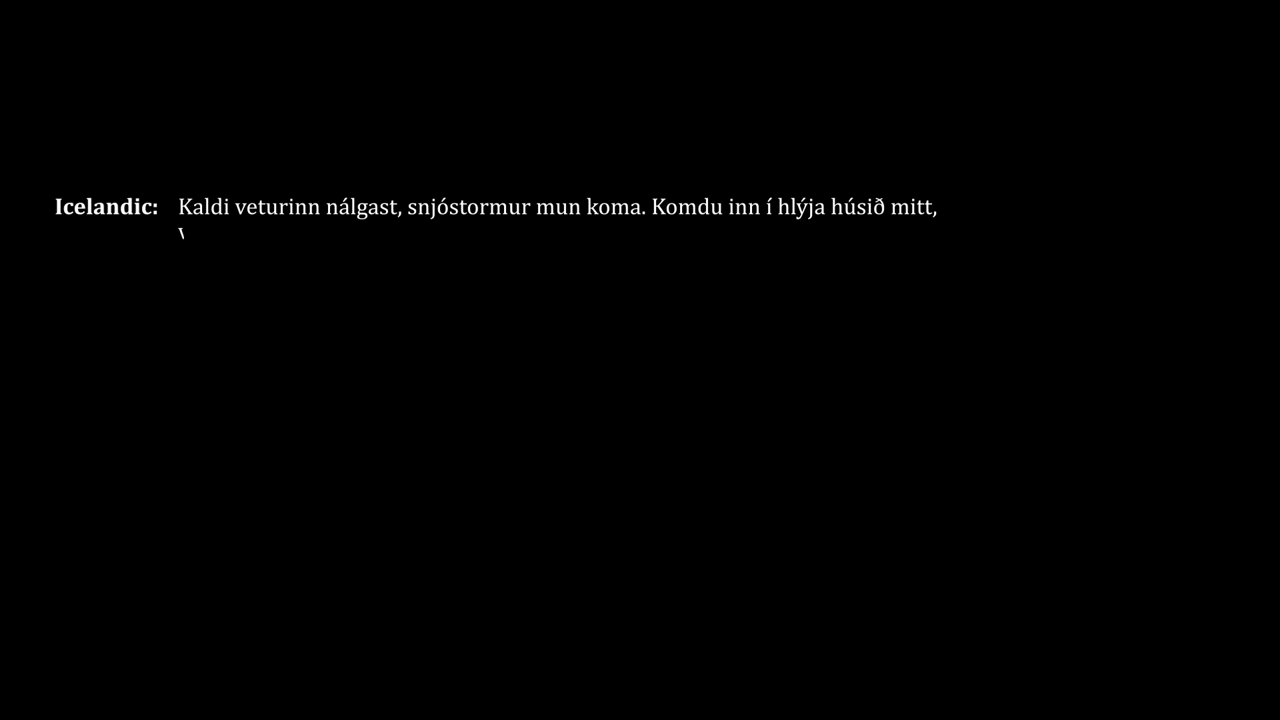 Icelandic: Kaldi veturinn nálgast, snjóstormur mun koma. Komdu inn í hlýja húsið mitt,